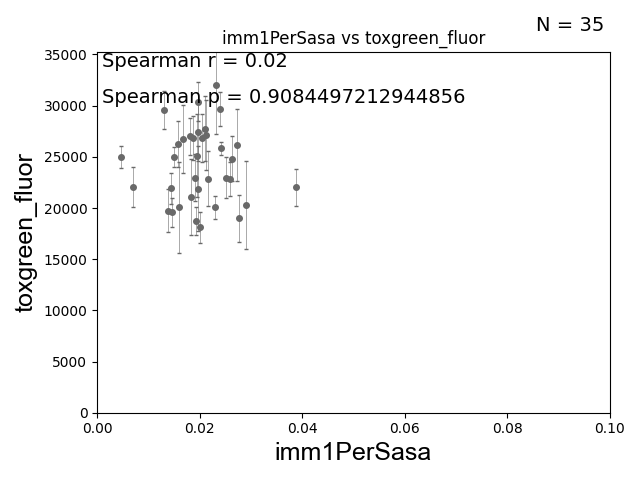 N = 35
imm1PerSasa vs toxgreen_fluor
Spearman r = 0.02
Spearman p = 0.9084497212944856
toxgreen_fluor
35000
30000
25000
20000
15000
10000
5000
0
0.00 0.02 0.04 0.06 0.08 0.10
imm1PerSasa